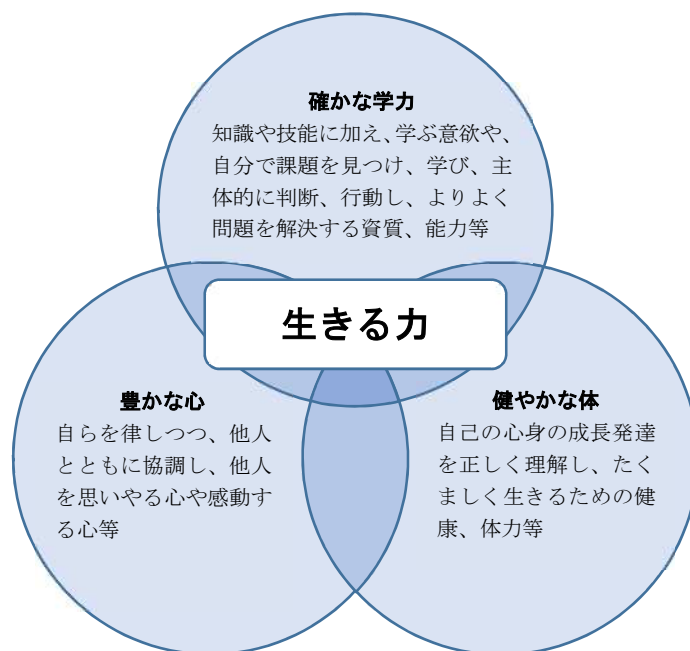 確かな学力
知識や技能に加え、学ぶ意欲や、
自分で課題を見つけ、学び、主
体的に判断、行動し、よりよく
問題を解決する資質、能力等
生きる力
豊かな心
自らを律しつつ、他人
とともに協調し、他人
を思いやる心や感動す
る心等
健やかな体
自己の心身の成長発達
を正しく理解し、たく
ましく生きるための健
康、体力等